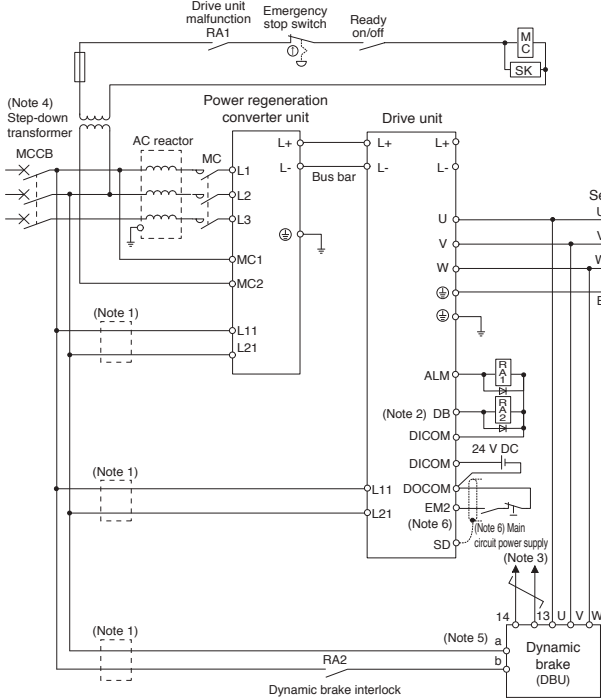 Drive unit
malfunction
RA1
Emergency
stop switch
Ready
on/off
M
C
SK
(Note 4)
Step-down
transformer
MCCB
AC reactor
MC
Power regeneration
converter unit
Drive unit
L+
L-
L+
L-
L+
L-
Bus bar
L1
L2
L3
MC1
MC2
L11
L21
(Note 1)
U
V
W
Se
U
V
W
E
ALM
R
A
1
(Note 2) DB
R
A
2
DICOM
24 V DC
DICOM
DOCOM
EM2
(Note 6)
SD
(Note 6) Main
circuit power supply
(Note 3)
(Note 1)
L11
L21
14 13 U V W
(Note 1)
(Note 5) a
b
RA2
Dynamic brake interlock
Dynamic
brake
(DBU)